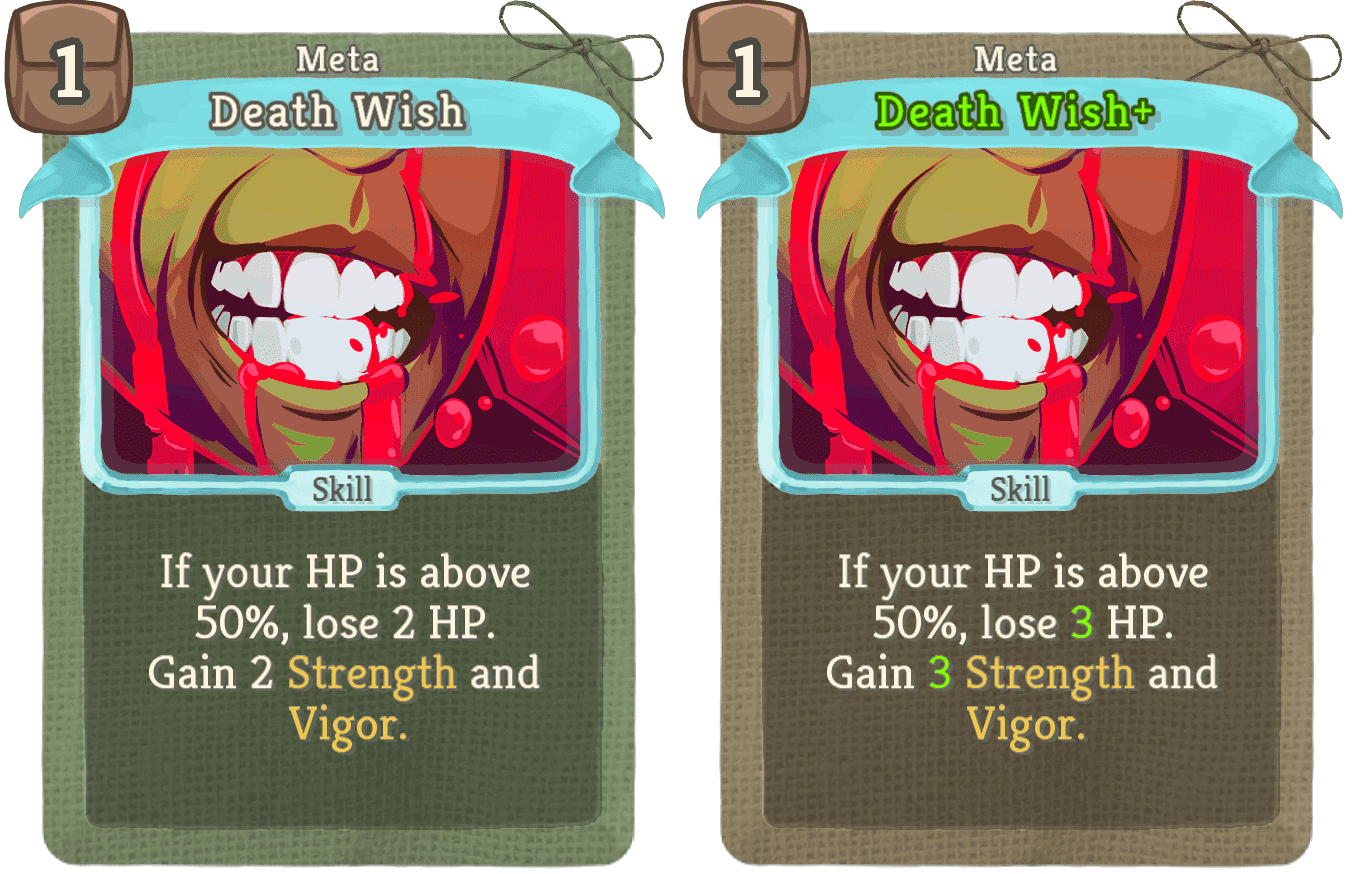 1
Meta
Death Wish
Skill
If your HP is above
50%, lose 2 HP.
Gain 2 Strength and
Vigor.
1
Meta
Death Wish+
Skill
If your HP is above
50%, lose 3 HP.
Gain 3 Strength and
Vigor.